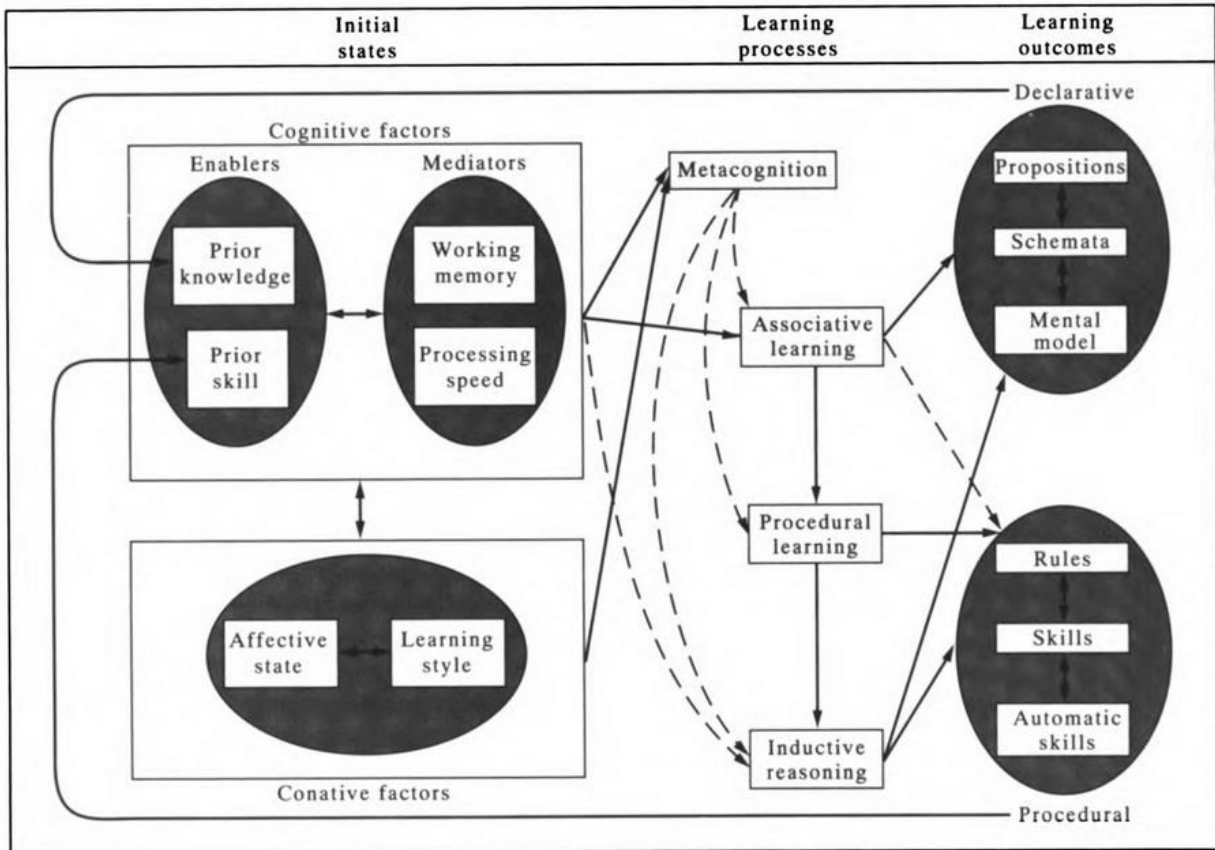 Initial
states
Learning
processes
Learning
outcomes
Declarative
Cognitive factors
Enablers
Mediators
Prior
knowledge
Prior
skill
Working
memory
Processing
speed
Metacognition
Associative
learning
Procedural
learning
Inductive
reasoning
Propositions
Schemata
Mental
model
Affective
state
Learning
style
Conative factors
Rules
Skills
Automatic
skills
Procedural